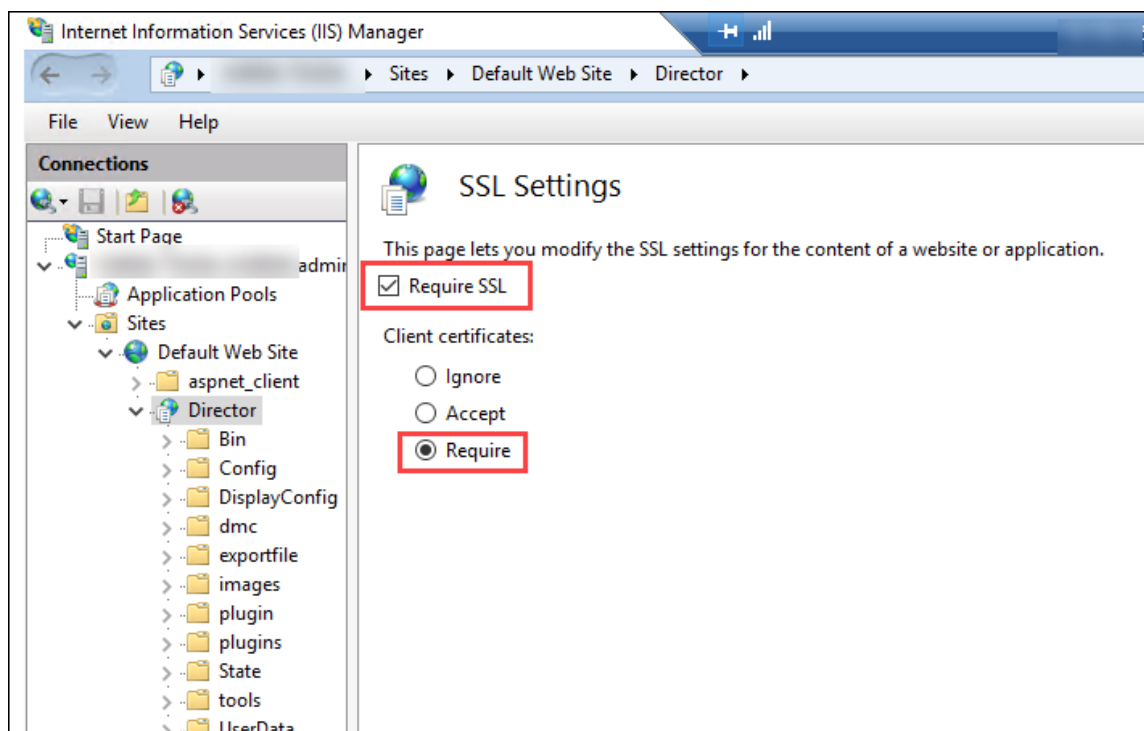 Internet Information Services (IIS) Manager
Sites Default Web Site Director
File View Help
Connections
Start Page
admin
Application Pools
Sites
Default Web Site
aspnet_client
Director
Bin
Config
DisplayConfig
dmc
exportfile
images
plugin
plugins
State
tools
UserData
SSL Settings
This page lets you modify the SSL settings for the content of a website or application.
Require SSL
Client certificates:
Ignore
Accept
Require